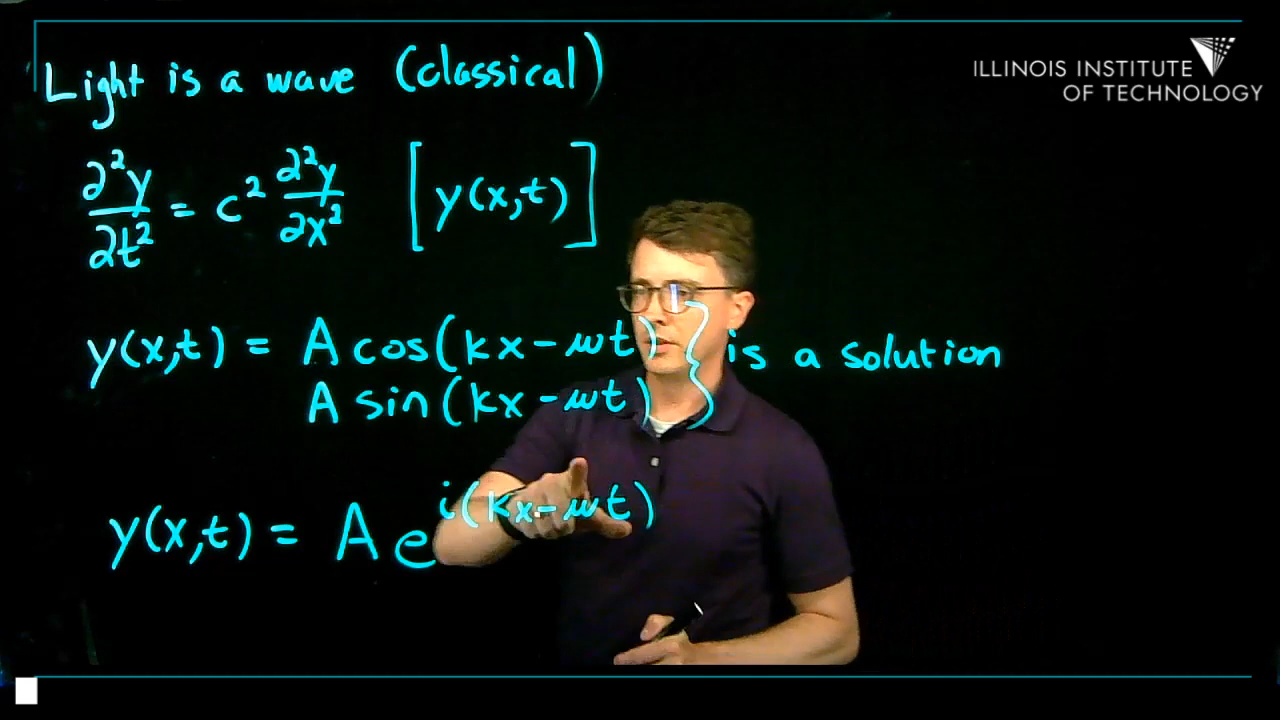 Light is a wave (classical)
∂²y/∂t² = c² ∂²y/∂x² [y(x,t)]
y(x,t) = A cos(kx-ωt)
A sin(kx-ωt) } is a solution
y(x,t) = A e^i(kx-ωt)
ILLINOIS INSTITUTE
OF TECHNOLOGY